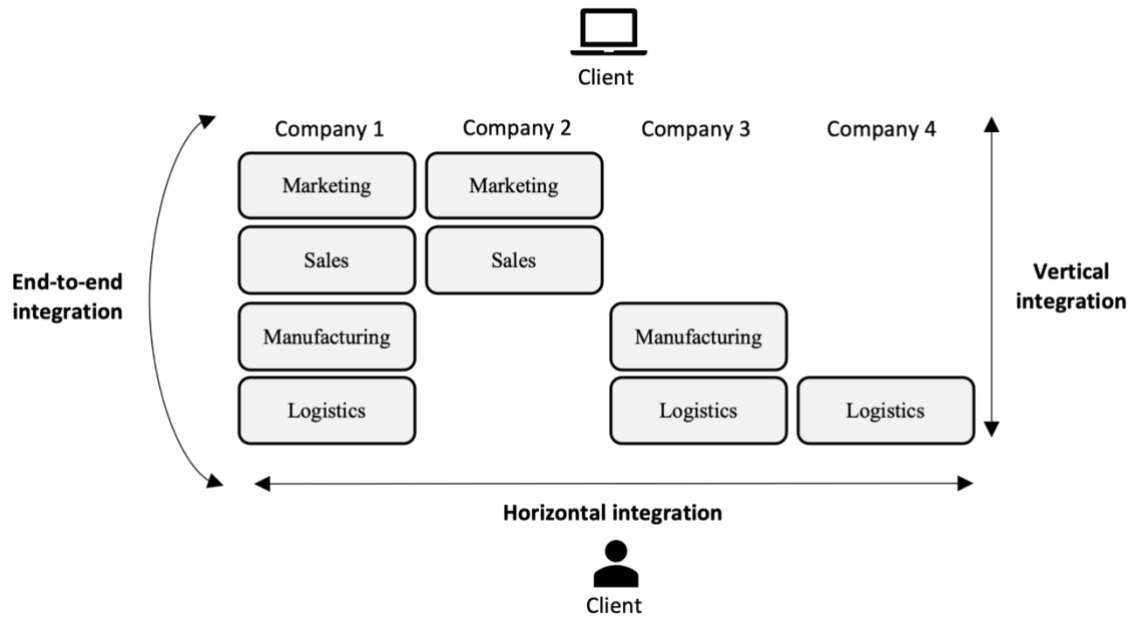 Client
Company 1
Company 2
Company 3
Company 4
Marketing
Marketing
Sales
Sales
End-to-end
integration
Vertical
integration
Manufacturing
Manufacturing
Logistics
Logistics
Logistics
Horizontal integration
Client